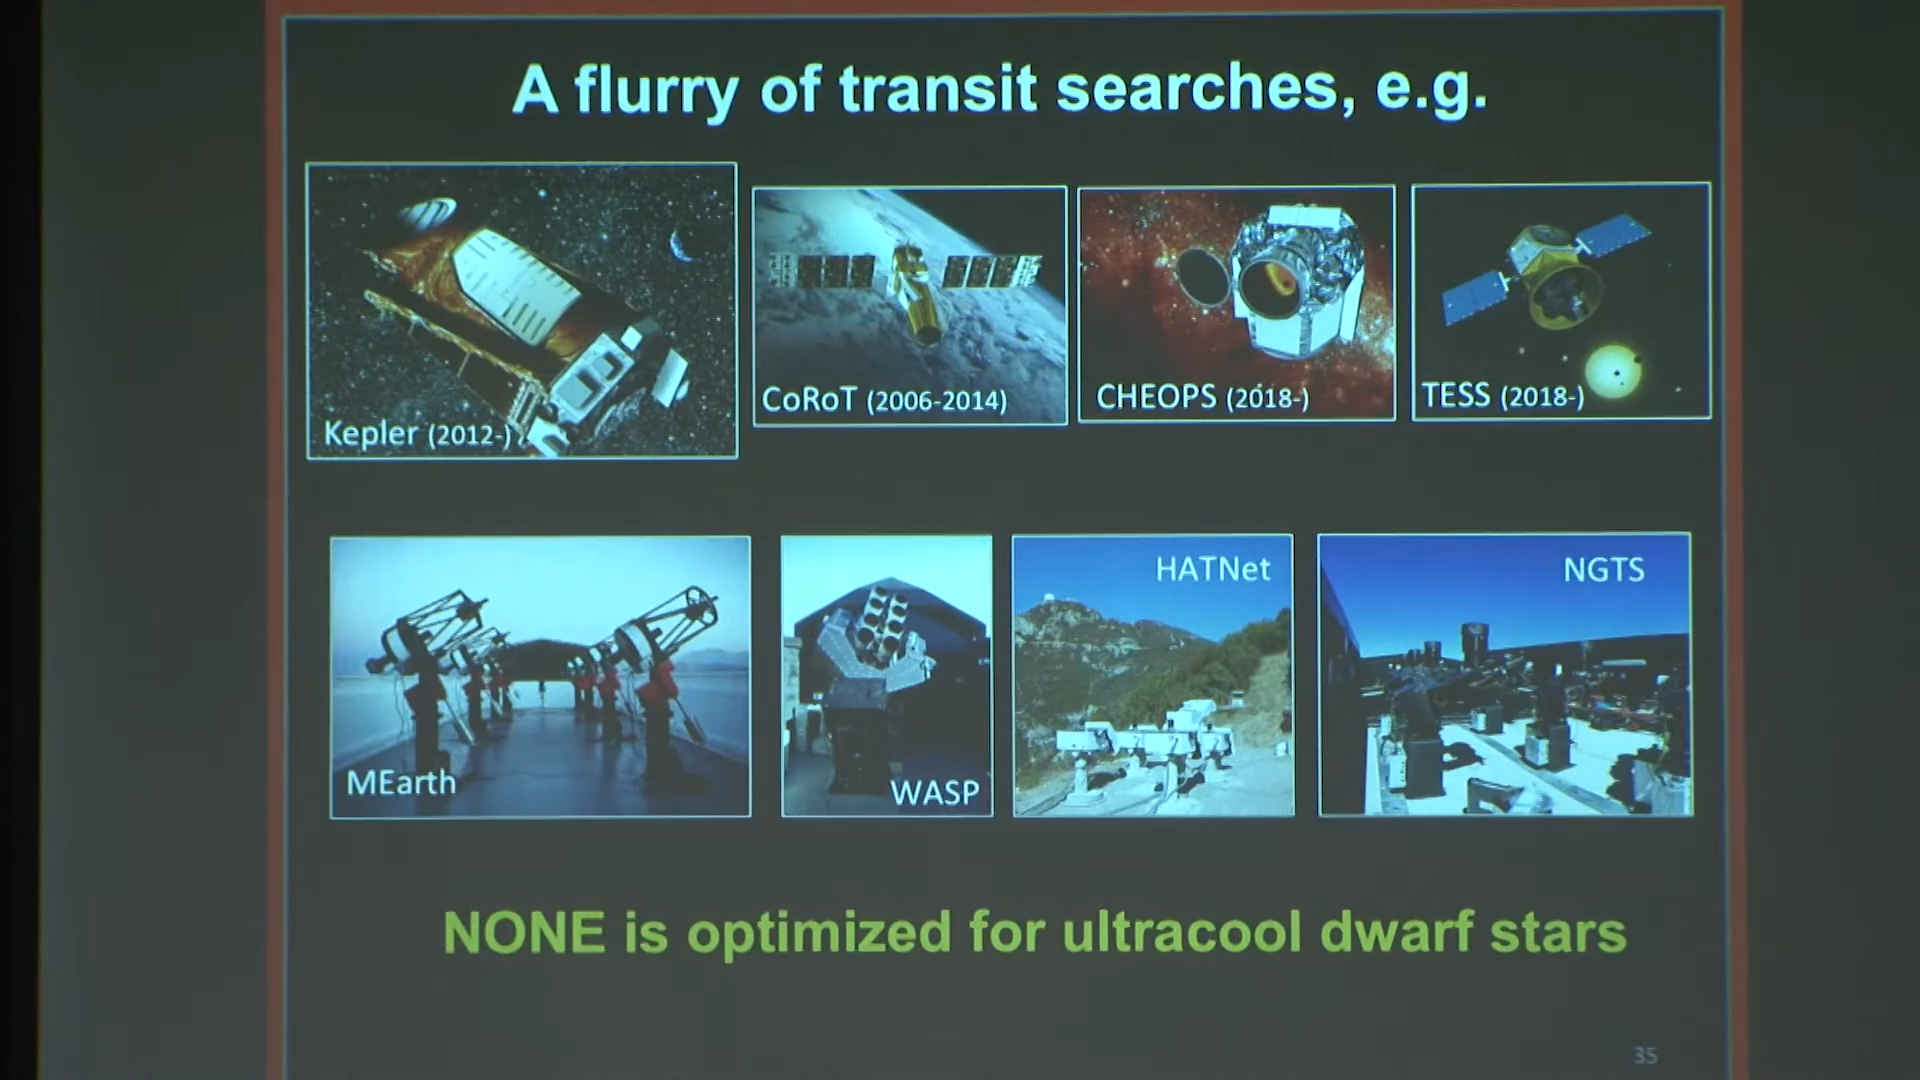 A flurry of transit searches, e.g.
Kepler (2012-)
CoRoT (2006-2014)
CHEOPS (2018-)
TESS (2018-)
MEarth
WASP
HATNet
NGTS
NONE is optimized for ultracool dwarf stars
35